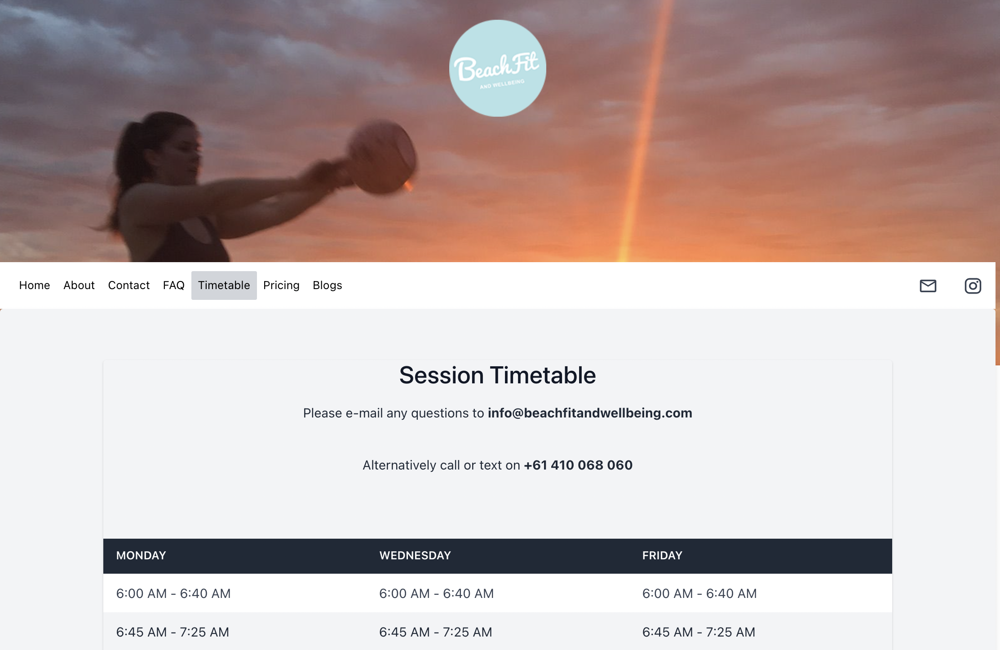 BeachFit
AND WELLBEING
Home About Contact FAQ Timetable Pricing Blogs
Session Timetable
Please e-mail any questions to info@beachfitandwellbeing.com
Alternatively call or text on +61 410 068 060
MONDAY WEDNESDAY FRIDAY
6:00 AM - 6:40 AM 6:00 AM - 6:40 AM 6:00 AM - 6:40 AM
6:45 AM - 7:25 AM 6:45 AM - 7:25 AM 6:45 AM - 7:25 AM